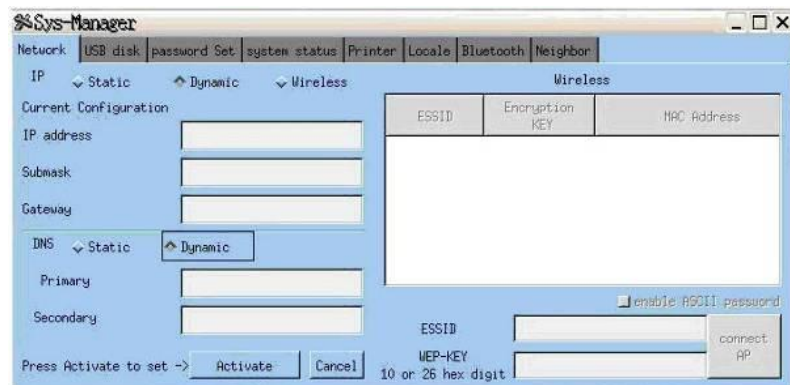 Sys-Manager
Network USB disk password Set system status Printer Locale Bluetooth Neighbor
IP Static Dynamic Wireless
Current Configuration
IP address
Submask
Gateway
DNS Static Dynamic
Primary
Secondary
Press Activate to set -> Activate Cancel
Wireless
ESSID Encryption KEY MAC Address
enable ASCII password
ESSID
WEP-KEY
10 or 26 hex digit
connect
AP